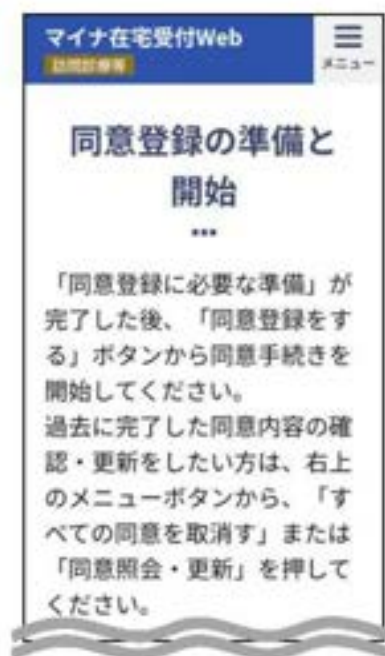 マイナ在宅受付Web
訪問診療等
メニュー
同意登録の準備と
開始
「同意登録に必要な準備」が
完了した後、「同意登録をす
る」ボタンから同意手続きを
開始してください。
過去に完了した同意内容の確
認・更新をしたい方は、右上
のメニューボタンから、「す
べての同意を取消す」または
「同意照会・更新」を押して
ください。